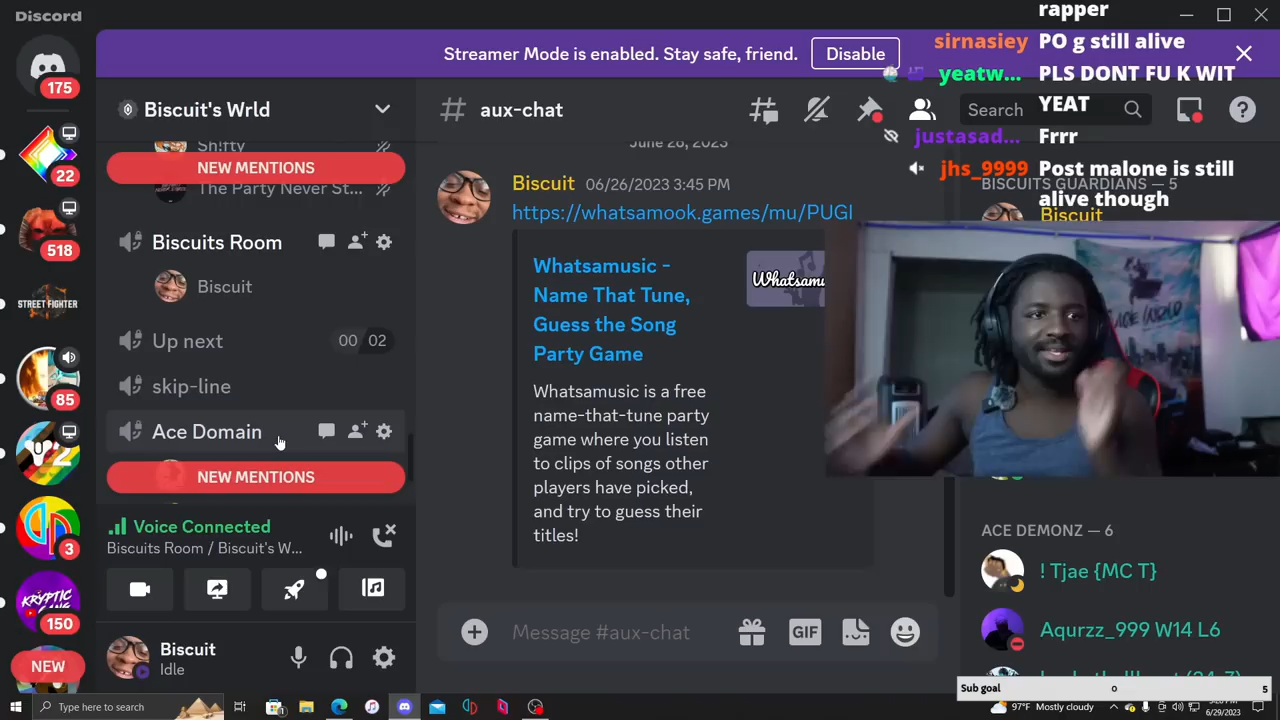 Discord
Streamer Mode is enabled. Stay safe, friend.
Disable
rapper
sirnasiey PO g still alive
yeatw... PLS DONT FU K WIT
YEAT
justasad... Frrr
jhs_9999 Post malone is still
alive though
175
22
518
STREET FIGHTER
85
2
3
KRYPTIC
150
NEW
Biscuit's Wrld
Sh!fty
NEW MENTIONS
The Party Never St...
Biscuits Room
Biscuit
Up next
00 02
skip-line
Ace Domain
NEW MENTIONS
Voice Connected
Biscuits Room / Biscuit's W...
Biscuit
Idle
aux-chat
Search
June 26, 2023
Biscuit 06/26/2023 3:45 PM
https://whatsamook.games/mu/PUGI
Whatsamusic -
Name That Tune,
Guess the Song
Party Game
Whatsamu
Whatsamusic is a free
name-that-tune party
game where you listen
to clips of songs other
players have picked,
and try to guess their
titles!
Message #aux-chat
GIF
BISCUITS GUARDIANS — 5
Biscuit
ACE DEMONZ — 6
! Tjae {MC T}
Aqurzz_999 W14 L6
Sub goal 0 5
Type here to search
97°F Mostly cloudy
6/29/2023